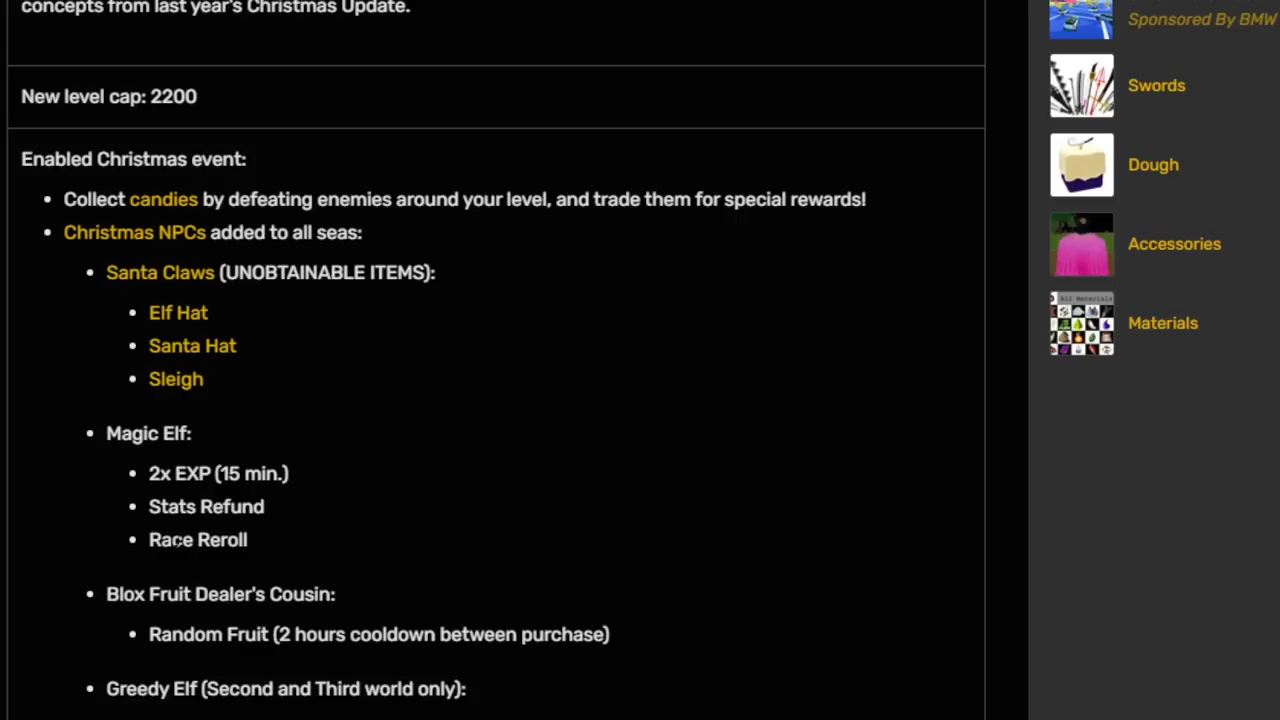 concepts from last year's Christmas Update.
New level cap: 2200
Enabled Christmas event:
Collect candies by defeating enemies around your level, and trade them for special rewards!
Christmas NPCs added to all seas:
Santa Claws (UNOBTAINABLE ITEMS):
Elf Hat
Santa Hat
Sleigh
Magic Elf:
2x EXP (15 min.)
Stats Refund
Race Reroll
Blox Fruit Dealer's Cousin:
Random Fruit (2 hours cooldown between purchase)
Greedy Elf (Second and Third world only):
Sponsored By BMW
Swords
Dough
Accessories
All Materials
Materials